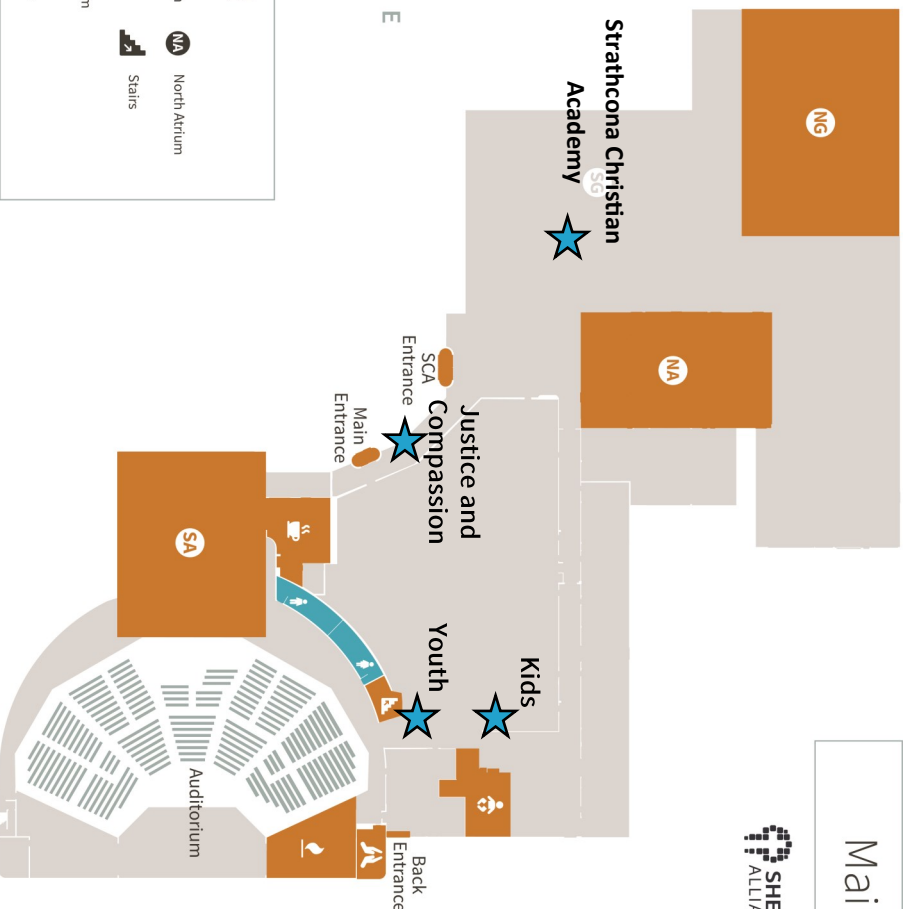 Mai
SHE
ALLIA
NG
Strathcona Christian
Academy
SG
E
NA
North Atrium
Stairs
NA
SCA
Entrance
Justice and
Compassion
Main
Entrance
SA
Kids
Youth
Auditorium
Back
Entrance